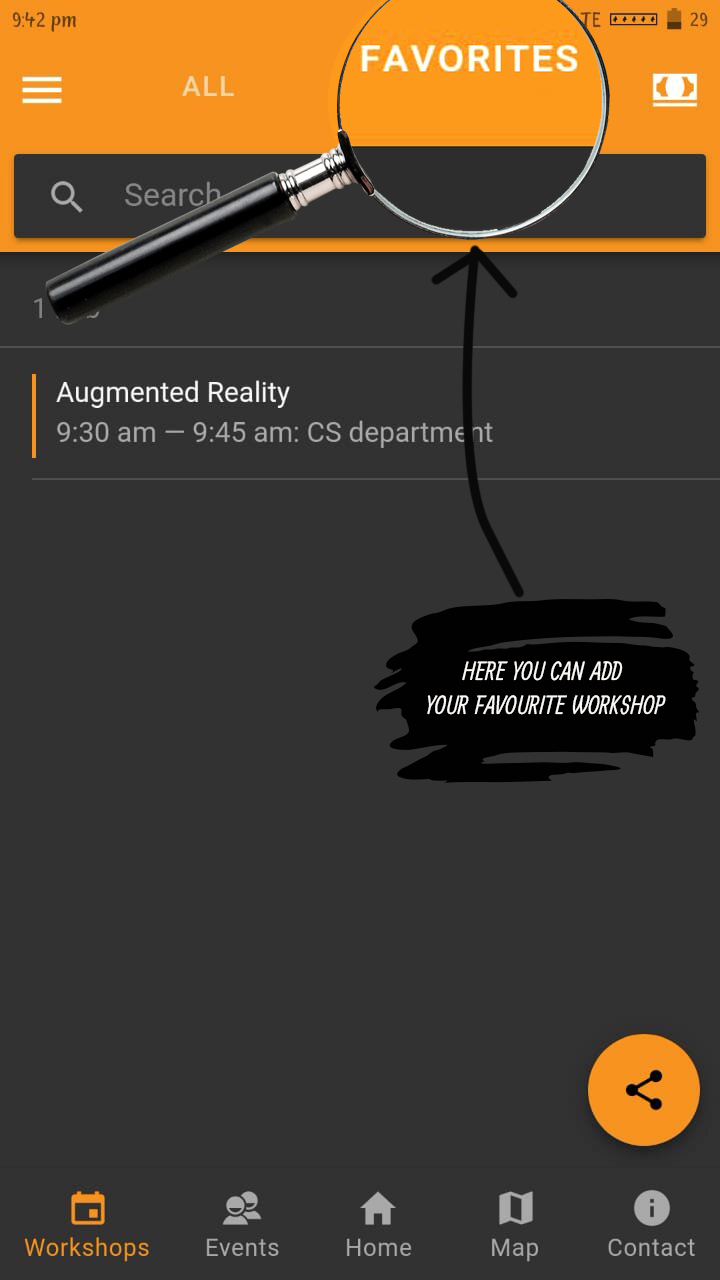 9:42 pm
TE
29
ALL
FAVORITES
Search
1
Augmented Reality
9:30 am — 9:45 am: CS department
HERE YOU CAN ADD
YOUR FAVOURITE WORKSHOP
Workshops
Events
Home
Map
Contact